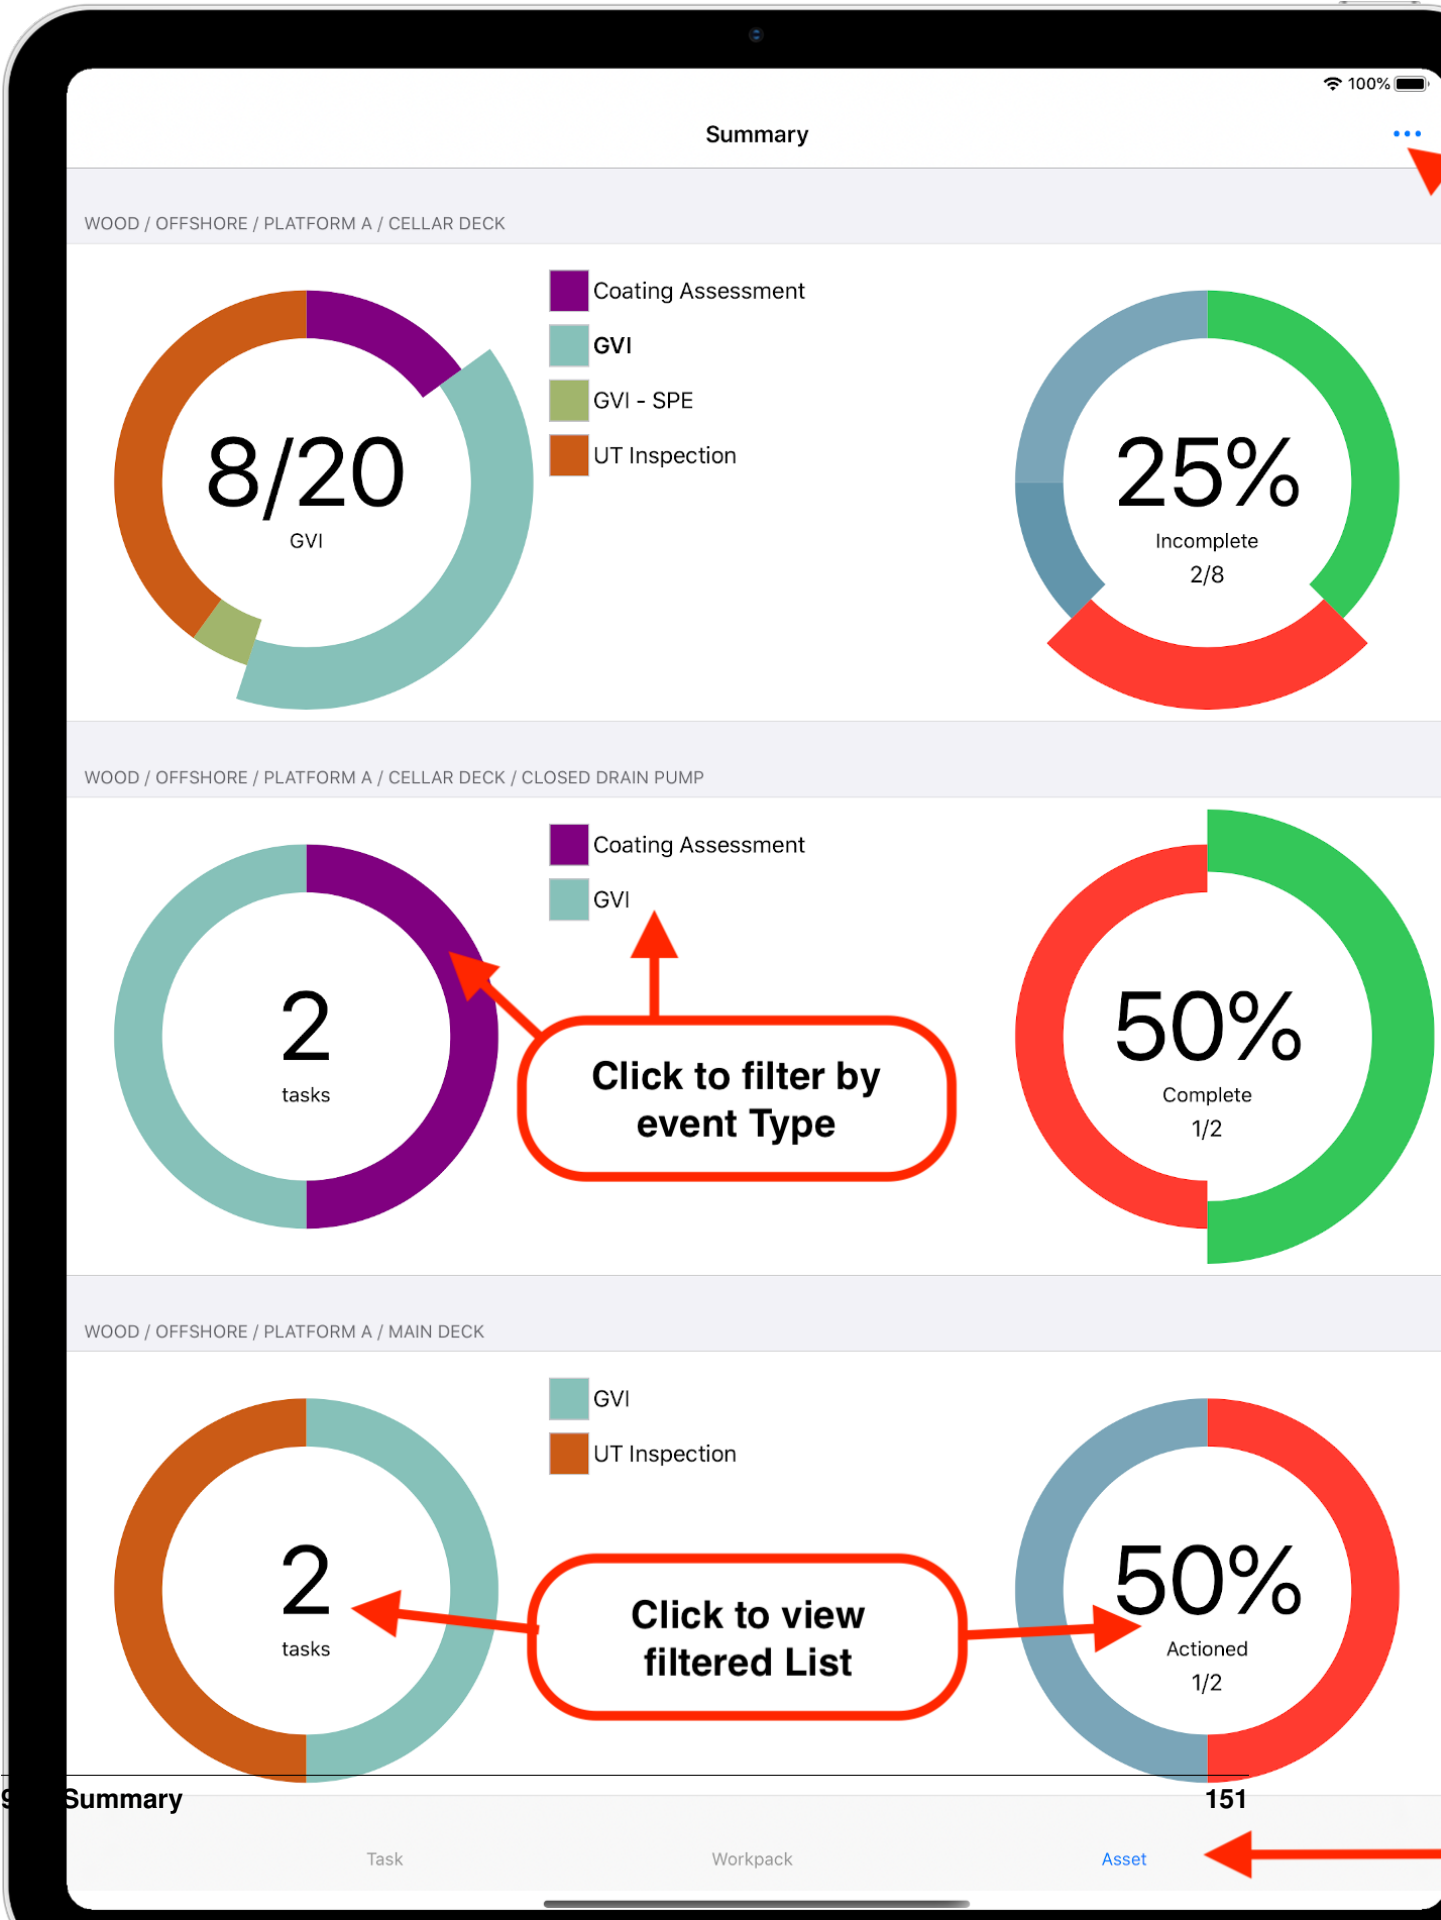 100%
Summary
WOOD / OFFSHORE / PLATFORM A / CELLAR DECK
8/20
GVI
Coating Assessment
GVI
GVI - SPE
UT Inspection
25%
Incomplete
2/8
WOOD / OFFSHORE / PLATFORM A / CELLAR DECK / CLOSED DRAIN PUMP
2
tasks
Coating Assessment
GVI
Click to filter by
event Type
50%
Complete
1/2
WOOD / OFFSHORE / PLATFORM A / MAIN DECK
2
tasks
GVI
UT Inspection
Click to view
filtered List
50%
Actioned
1/2
Summary 151
Task Workpack Asset